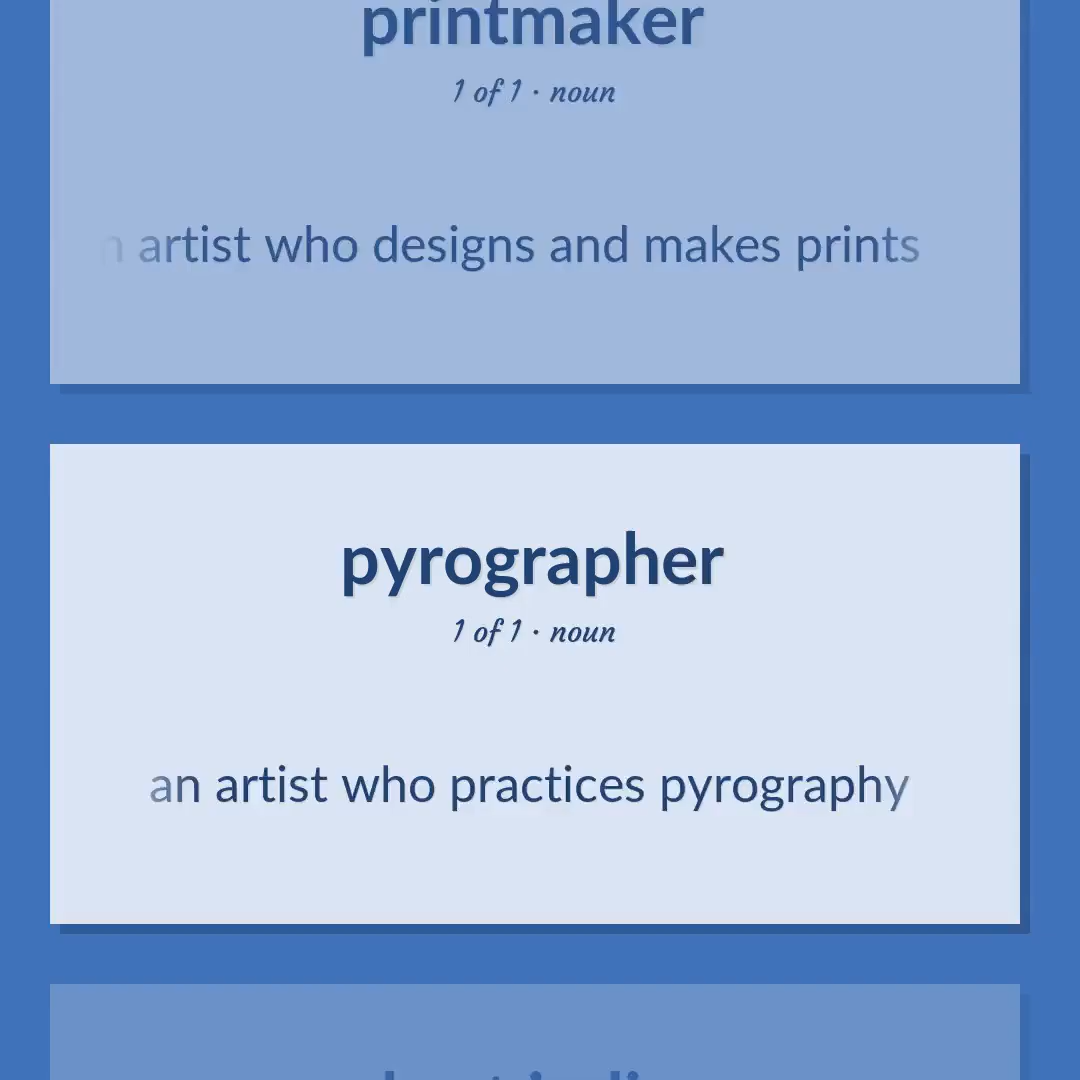 printmaker
1 of 1 · noun
artist who designs and makes prints
pyrographer
1 of 1 · noun
an artist who practices pyrography